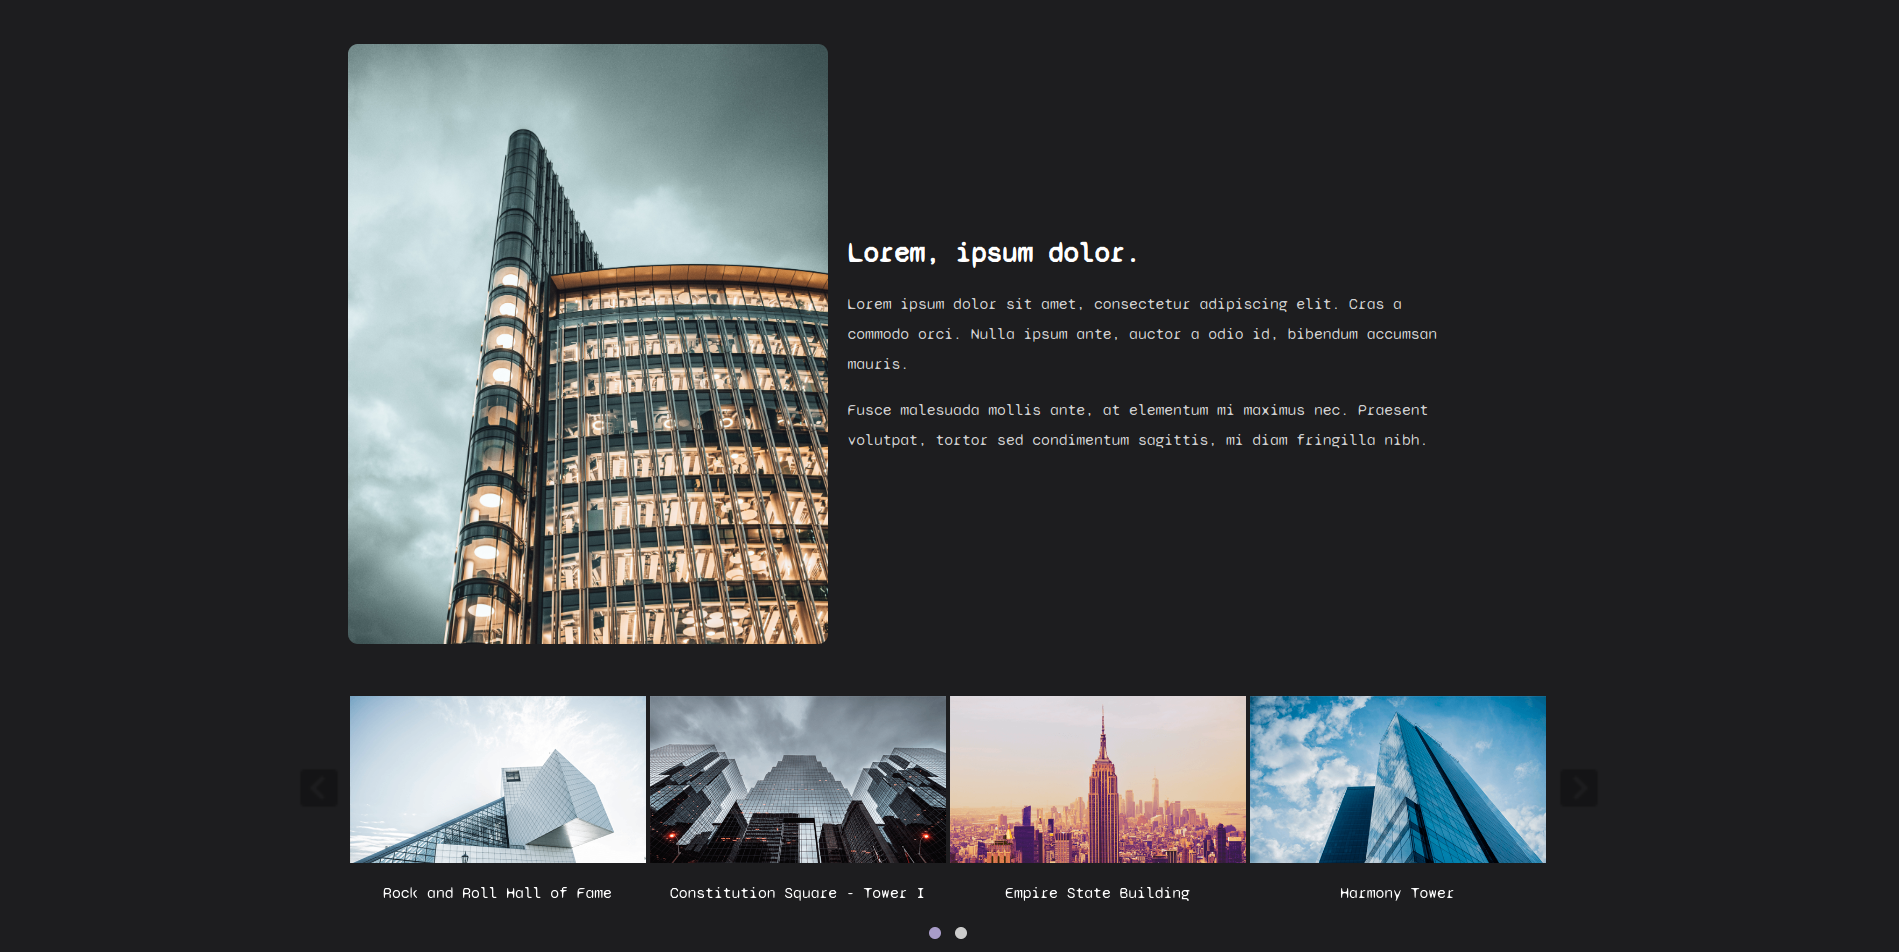 Lorem, ipsum dolor.
Lorem ipsum dolor sit amet, consectetur adipiscing elit. Cras a
commodo orci. Nulla ipsum ante, auctor a odio id, bibendum accumsan
mauris.
Fusce malesuada mollis ante, at elementum mi maximus nec. Praesent
volutpat, tortor sed condimentum sagittis, mi diam fringilla nibh.
Rock and Roll Hall of Fame
Constitution Square - Tower I
Empire State Building
Harmony Tower